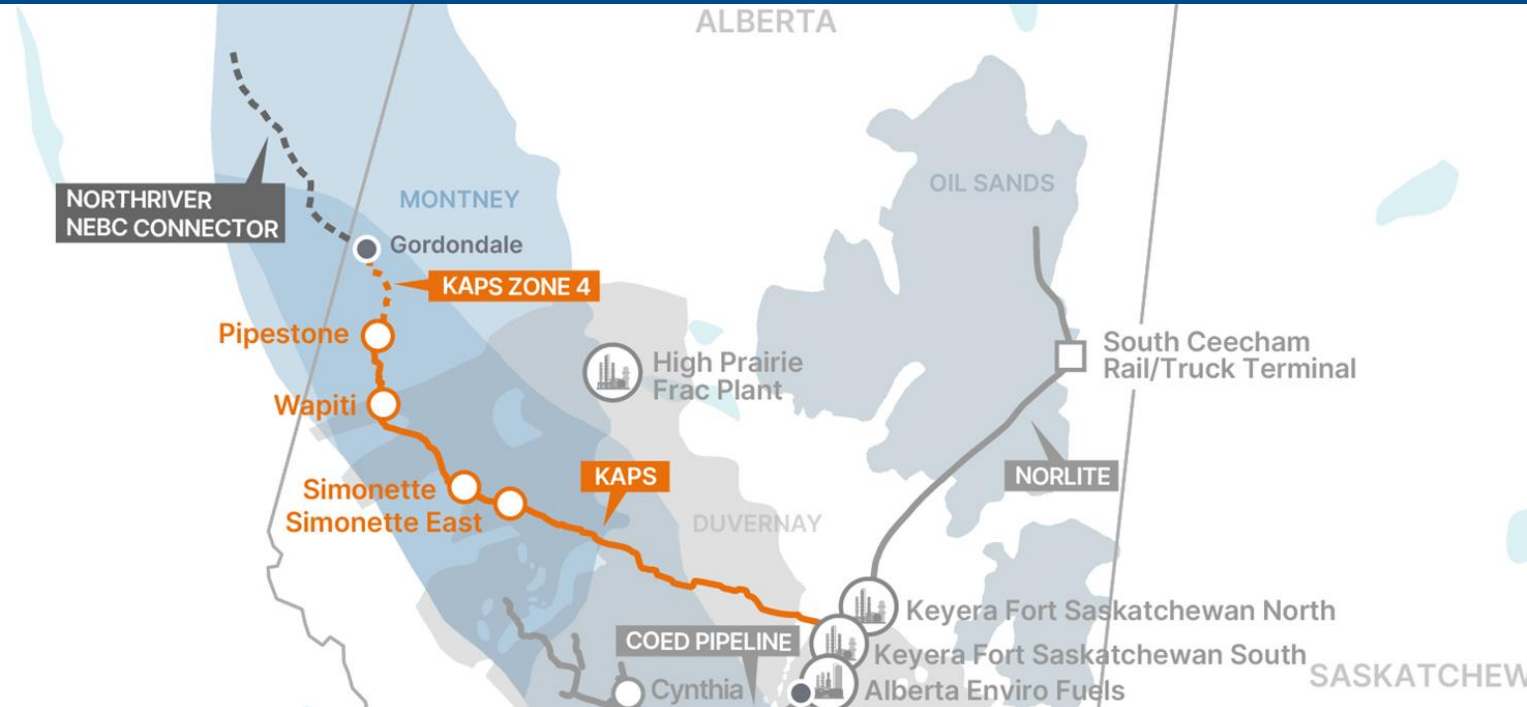 ALBERTA
NORTHRIVER
NEBC CONNECTOR
MONTNEY
OIL SANDS
Gordondale
KAPS ZONE 4
Pipestone
High Prairie
Frac Plant
South Ceecham
Rail/Truck Terminal
Wapiti
KAPS
NORLITE
Simonette
Simonette East
DUVERNAY
Keyera Fort Saskatchewan North
COED PIPELINE
Keyera Fort Saskatchewan South
SASKATCHEW
Cynthia
Alberta Enviro Fuels